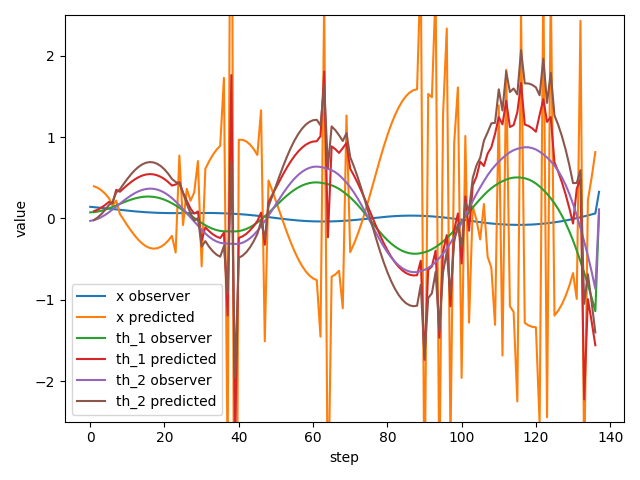 2
1
0
−1
−2
value
x observer
x predicted
th_1 observer
th_1 predicted
th_2 observer
th_2 predicted
0 20 40 60 80 100 120 140
step